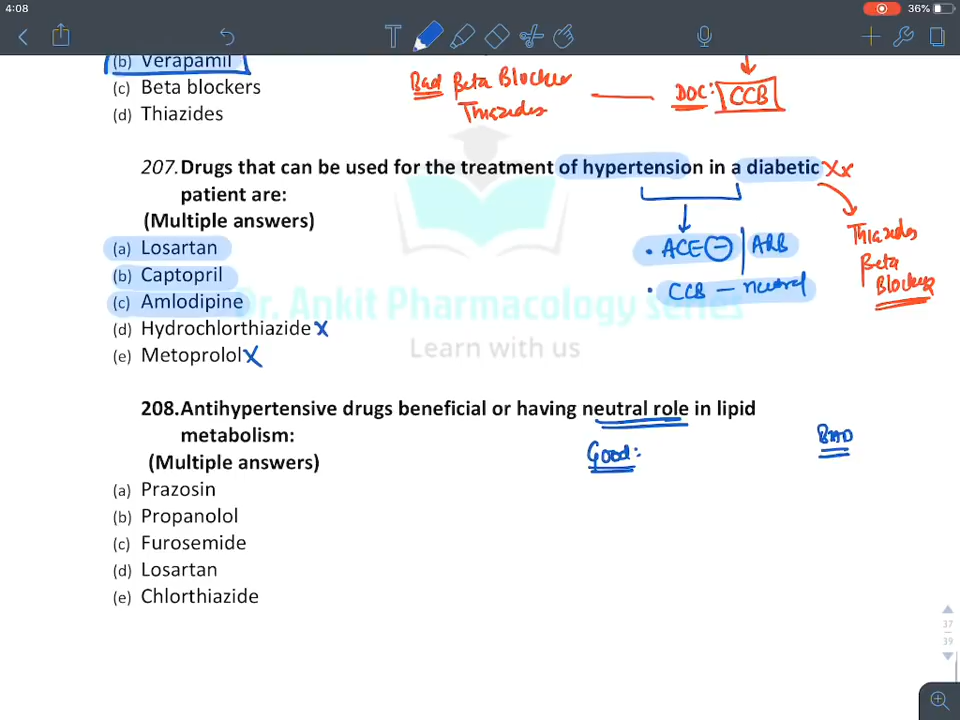 4:08
36%
(b) Verapamil
(c) Beta blockers
(d) Thiazides
Bad Beta Blocker
Thiazides
DOC: CCB
207. Drugs that can be used for the treatment of hypertension in a diabetic Xx
patient are:
(Multiple answers)
(a) Losartan
(b) Captopril
(c) Amlodipine
(d) Hydrochlorthiazide X
(e) Metoprolol X
• ACE ⊖ | ARB
• CCB – neutral
Thiazides
Beta
Blockers
Dr. Ankit Pharmacology series
Learn with us
208. Antihypertensive drugs beneficial or having neutral role in lipid
metabolism:
(Multiple answers)
Good:
BAD
(a) Prazosin
(b) Propanolol
(c) Furosemide
(d) Losartan
(e) Chlorthiazide
37
39